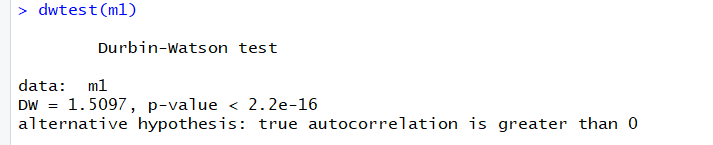 > dwtest(m1)
Durbin-Watson test
data:  m1
DW = 1.5097, p-value < 2.2e-16
alternative hypothesis: true autocorrelation is greater than 0